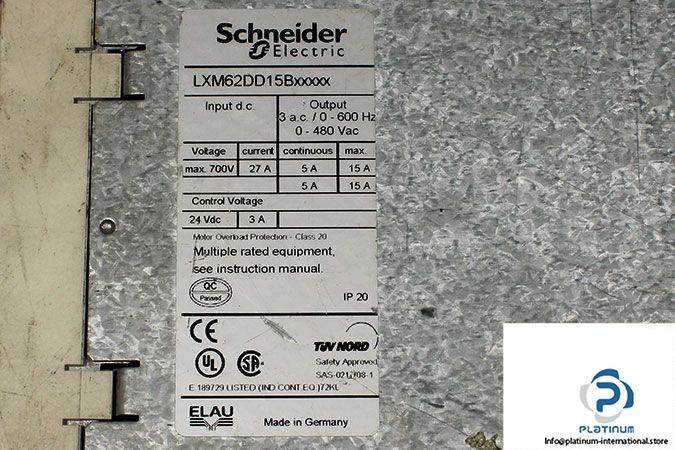 Schneider
Electric
LXM62DD15Bxxxxx
Input d.c. Output
3 a.c. / 0 - 600 Hz
0 - 480 Vac
Voltage current continuous max.
max. 700V 27 A 5 A 15 A
5 A 15 A
Control Voltage
24 Vdc 3 A
Motor Overload Protection - Class 20
Multiple rated equipment,
see instruction manual.
QC
Passed
IP 20
CE
TÜV NORD
UL SA
Safety Approved
E 189729 LISTED (IND.CONT.EQ.)72KL
ELAU
Made in Germany
PLATINUM
Info@platinum-international.store